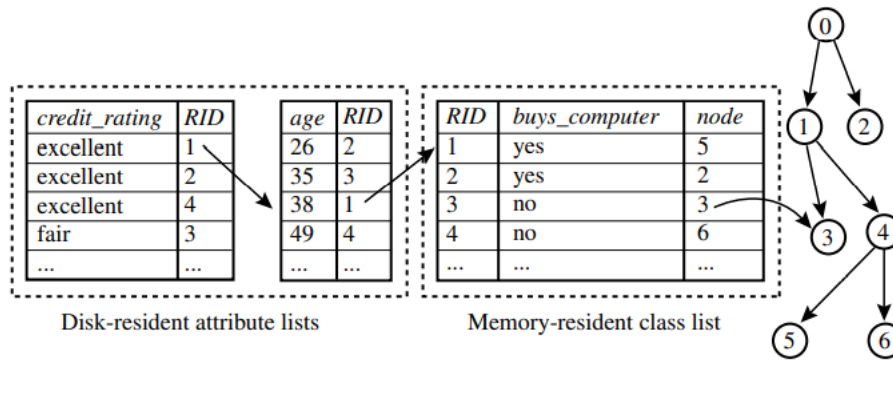 0
credit_rating RID
excellent 1
excellent 2
excellent 4
fair 3
... ...
age RID
26 2
35 3
38 1
49 4
... ...
RID buys_computer node
1 yes 5
2 yes 2
3 no 3
4 no 6
... ... ...
1 2
3 4
5 6
Disk-resident attribute lists
Memory-resident class list